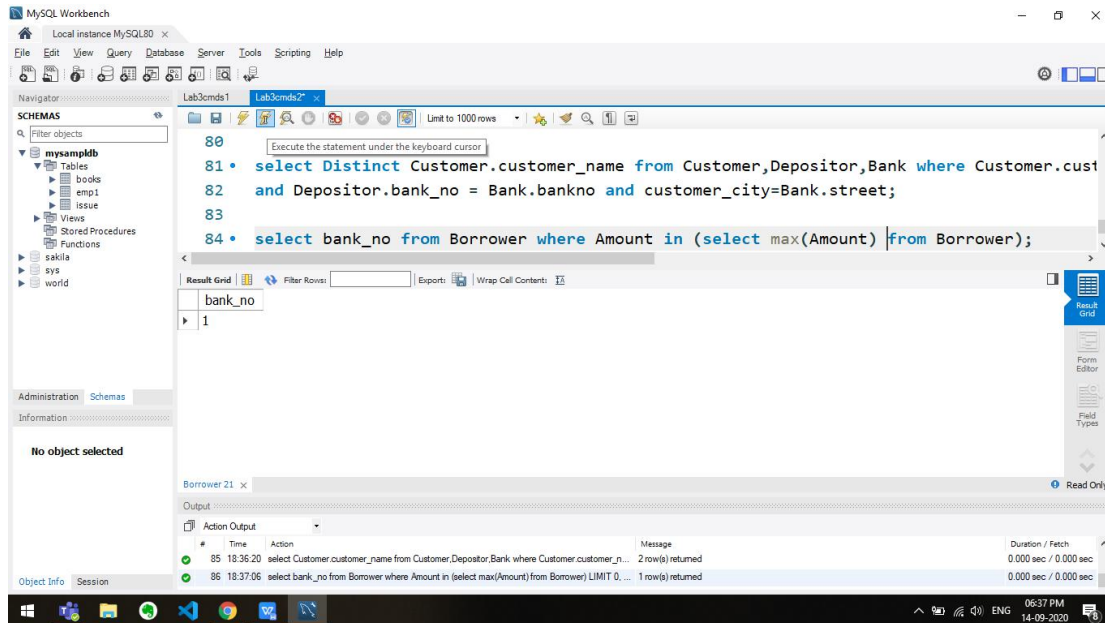 MySQL Workbench
Local instance MySQL80
File Edit View Query Database Server Tools Scripting Help
Navigator
SCHEMAS
Filter objects
mysampldb
Tables
books
emp1
issue
Views
Stored Procedures
Functions
sakila
sys
world
Administration Schemas
Information
No object selected
Object Info Session
Lab3cmds1 Lab3cmds2*
Limit to 1000 rows
80
Execute the statement under the keyboard cursor
81 select Distinct Customer.customer_name from Customer,Depositor,Bank where Customer.cust
82 and Depositor.bank_no = Bank.bankno and customer_city=Bank.street;
83
84 select bank_no from Borrower where Amount in (select max(Amount) from Borrower);
Result Grid Filter Rows: Export: Wrap Cell Content:
bank_no
1
Result Grid
Form Editor
Field Types
Borrower 21 Read Only
Output
Action Output
# Time Action Message Duration / Fetch
85 18:36:20 select Customer.customer_name from Customer,Depositor,Bank where Customer.customer_n... 2 row(s) returned 0.000 sec / 0.000 sec
86 18:37:06 select bank_no from Borrower where Amount in (select max(Amount) from Borrower) LIMIT 0, ... 1 row(s) returned 0.000 sec / 0.000 sec
ENG 06:37 PM
14-09-2020